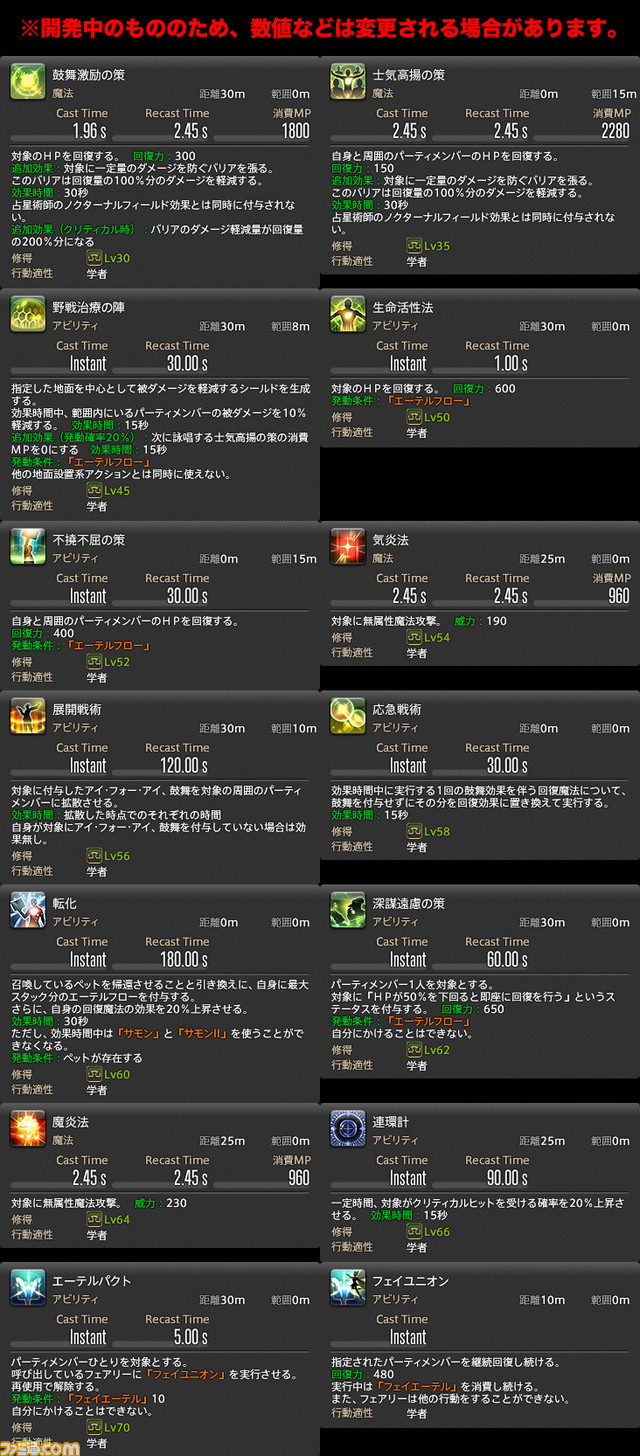 ※開発中のもののため、数値などは変更される場合があります。
鼓舞激励の策
魔法
距離30m 範囲0m
Cast Time Recast Time 消費MP
1.96 s 2.45 s 1800
対象のＨＰを回復する。 回復力：300
追加効果：対象に一定量のダメージを防ぐバリアを張る。
このバリアは回復量の100％分のダメージを軽減する。
効果時間：30秒
占星術師のノクターナルフィールド効果とは同時に付与されな
い。
追加効果（クリティカル時）：バリアのダメージ軽減量が回復量
の200％分になる
修得 Lv30
行動適性 学者
士気高揚の策
魔法
距離0m 範囲15m
Cast Time Recast Time 消費MP
2.45 s 2.45 s 2280
自身と周囲のパーティメンバーのＨＰを回復する。
回復力：150
追加効果：対象に一定量のダメージを防ぐバリアを張る。
このバリアは回復量の100％分のダメージを軽減する。
効果時間：30秒
占星術師のノクターナルフィールド効果とは同時に付与されな
い。
修得 Lv35
行動適性 学者
野戦治療の陣
アビリティ
距離30m 範囲8m
Cast Time Recast Time
Instant 30.00 s
指定した地面を中心として被ダメージを軽減するシールドを生成
する。
効果時間中、範囲内にいるパーティメンバーの被ダメージを10％
軽減する。 効果時間：15秒
追加効果（発動確率20％）：次に詠唱する士気高揚の策の消費
ＭＰを0にする 効果時間：15秒
発動条件：「エーテルフロー」
他の地面設置系アクションとは同時に使えない。
修得 Lv45
行動適性 学者
生命活性法
アビリティ
距離30m 範囲0m
Cast Time Recast Time
Instant 1.00 s
対象のＨＰを回復する。 回復力：600
発動条件：「エーテルフロー」
修得 Lv50
行動適性 学者
不撓不屈の策
アビリティ
距離0m 範囲15m
Cast Time Recast Time
Instant 30.00 s
自身と周囲のパーティメンバーのＨＰを回復する。
回復力：400
発動条件：「エーテルフロー」
修得 Lv52
行動適性 学者
気炎法
魔法
距離25m 範囲0m
Cast Time Recast Time 消費MP
2.45 s 2.45 s 960
対象に無属性魔法攻撃。 威力：190
修得 Lv54
行動適性 学者
展開戦術
アビリティ
距離30m 範囲10m
Cast Time Recast Time
Instant 120.00 s
対象に付与したアイ・フォー・アイ、鼓舞を対象の周囲のパーティ
メンバーに拡散させる。
効果時間：拡散した時点でのそれぞれの時間
自身が対象にアイ・フォー・アイ、鼓舞を付与していない場合は効
果無し。
修得 Lv56
行動適性 学者
応急戦術
アビリティ
距離0m 範囲0m
Cast Time Recast Time
Instant 30.00 s
効果時間中に実行する1回の鼓舞効果を伴う回復魔法について、
鼓舞を付与せずにその分を回復効果に置き換えて実行する。
効果時間：15秒
修得 Lv58
行動適性 学者
転化
アビリティ
距離0m 範囲0m
Cast Time Recast Time
Instant 180.00 s
召喚しているペットを帰還させることと引き換えに、自身に最大
スタック分のエーテルフローを付与する。
さらに、自身の回復魔法の効果を20％上昇させる。
効果時間：30秒
ただし、効果時間中は「サモン」と「サモンII」を使うことがで
きなくなる。
発動条件：ペットが存在する
修得 Lv60
行動適性 学者
深謀遠慮の策
アビリティ
距離30m 範囲0m
Cast Time Recast Time
Instant 60.00 s
パーティメンバー1人を対象とする。
対象に「ＨＰが50％を下回ると即座に回復を行う」というス
テータスを付与する。 回復力：650
発動条件：「エーテルフロー」
自分にかけることはできない。
修得 Lv62
行動適性 学者
魔炎法
魔法
距離25m 範囲0m
Cast Time Recast Time 消費MP
2.45 s 2.45 s 960
対象に無属性魔法攻撃。 威力：230
修得 Lv64
行動適性 学者
連環計
アビリティ
距離25m 範囲0m
Cast Time Recast Time
Instant 90.00 s
一定時間、対象がクリティカルヒットを受ける確率を20％上昇さ
せる。 効果時間：15秒
修得 Lv66
行動適性 学者
エーテルパクト
アビリティ
距離30m 範囲0m
Cast Time Recast Time
Instant 5.00 s
パーティメンバーひとりを対象とする。
呼び出しているフェアリーに「フェイユニオン」を実行させる。
再使用で解除する。
発動条件：「フェイエーテル」10
自分にかけることはできない。
修得 Lv70
行動適性 学者
フェイユニオン
アビリティ
距離10m 範囲0m
Cast Time
Instant
指定されたパーティメンバーを継続回復し続ける。
回復力：480
実行中は「フェイエーテル」を消費し続ける。
また、フェアリーは他の行動をすることができない。
行動適性 学者
ファミ通.com